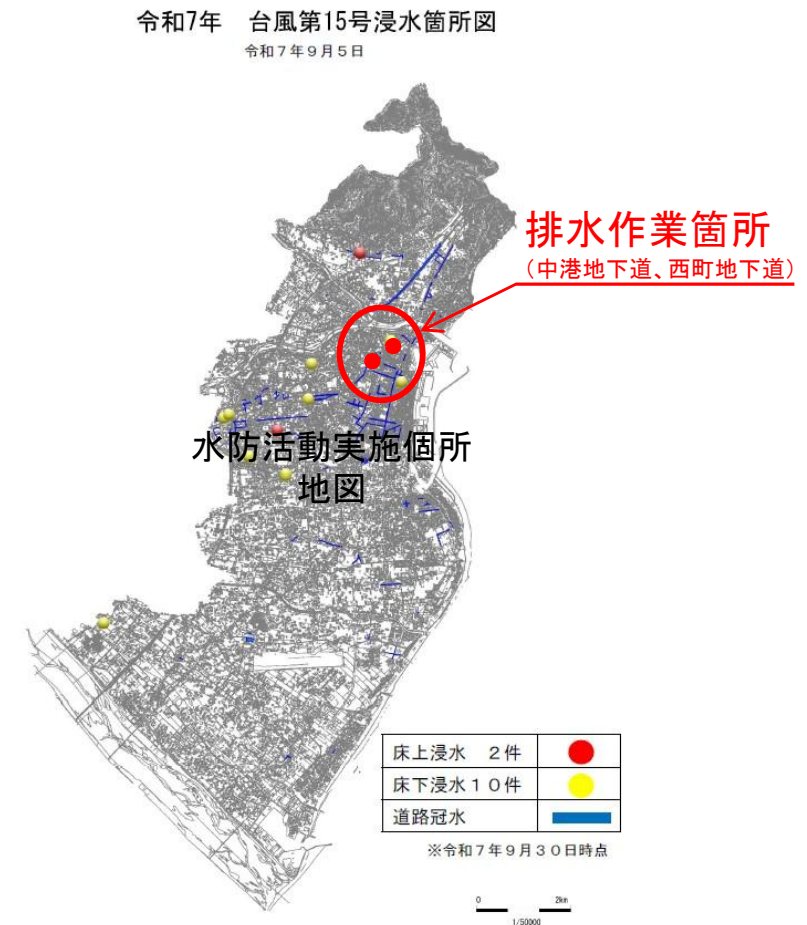 令和7年　台風第15号浸水箇所図
令和７年９月５日
排水作業箇所
（中港地下道、西町地下道）
水防活動実施個所
地図
床上浸水　２件
床下浸水１０件
道路冠水
※令和７年９月３０日時点
0 2km
1/50000